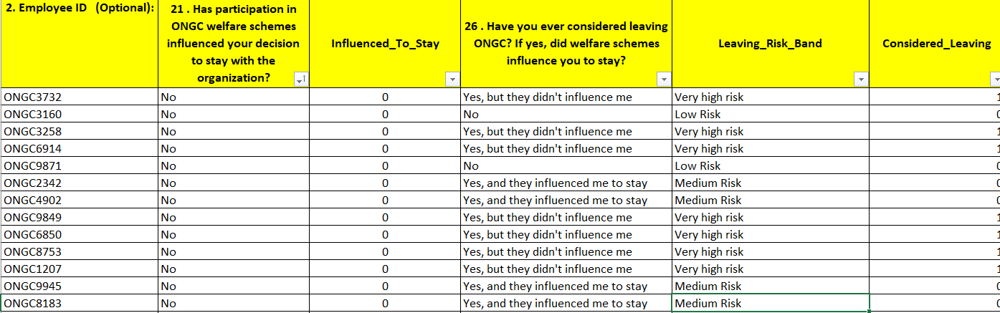 2. Employee ID (Optional):
21 . Has participation in
ONGC welfare schemes
influenced your decision
to stay with the
organization?
Influenced_To_Stay
26 . Have you ever considered leaving
ONGC? If yes, did welfare schemes
influence you to stay?
Leaving_Risk_Band
Considered_Leaving
ONGC3732 No 0 Yes, but they didn't influence me Very high risk 1
ONGC3160 No 0 No Low Risk 0
ONGC3258 No 0 Yes, but they didn't influence me Very high risk 1
ONGC6914 No 0 Yes, but they didn't influence me Very high risk 1
ONGC9871 No 0 No Low Risk 0
ONGC2342 No 0 Yes, and they influenced me to stay Medium Risk 0
ONGC4902 No 0 Yes, and they influenced me to stay Medium Risk 0
ONGC9849 No 0 Yes, but they didn't influence me Very high risk 1
ONGC6850 No 0 Yes, but they didn't influence me Very high risk 1
ONGC8753 No 0 Yes, but they didn't influence me Very high risk 1
ONGC1207 No 0 Yes, but they didn't influence me Very high risk 1
ONGC9945 No 0 Yes, and they influenced me to stay Medium Risk 0
ONGC8183 No 0 Yes, and they influenced me to stay Medium Risk 0